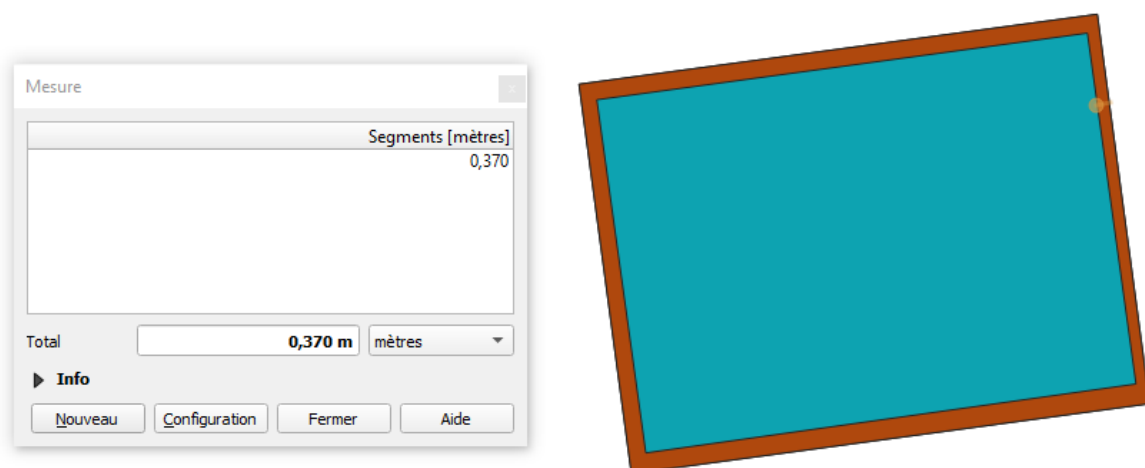 Mesure
x
Segments [mètres]
0,370
Total 0,370 m mètres
Info
Nouveau Configuration Fermer Aide